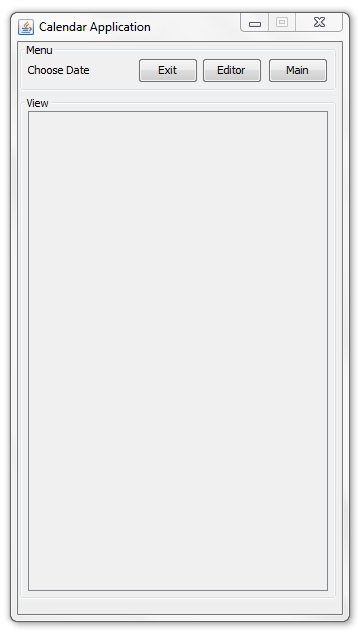 Calendar Application
Menu
Choose Date Exit Editor Main
View